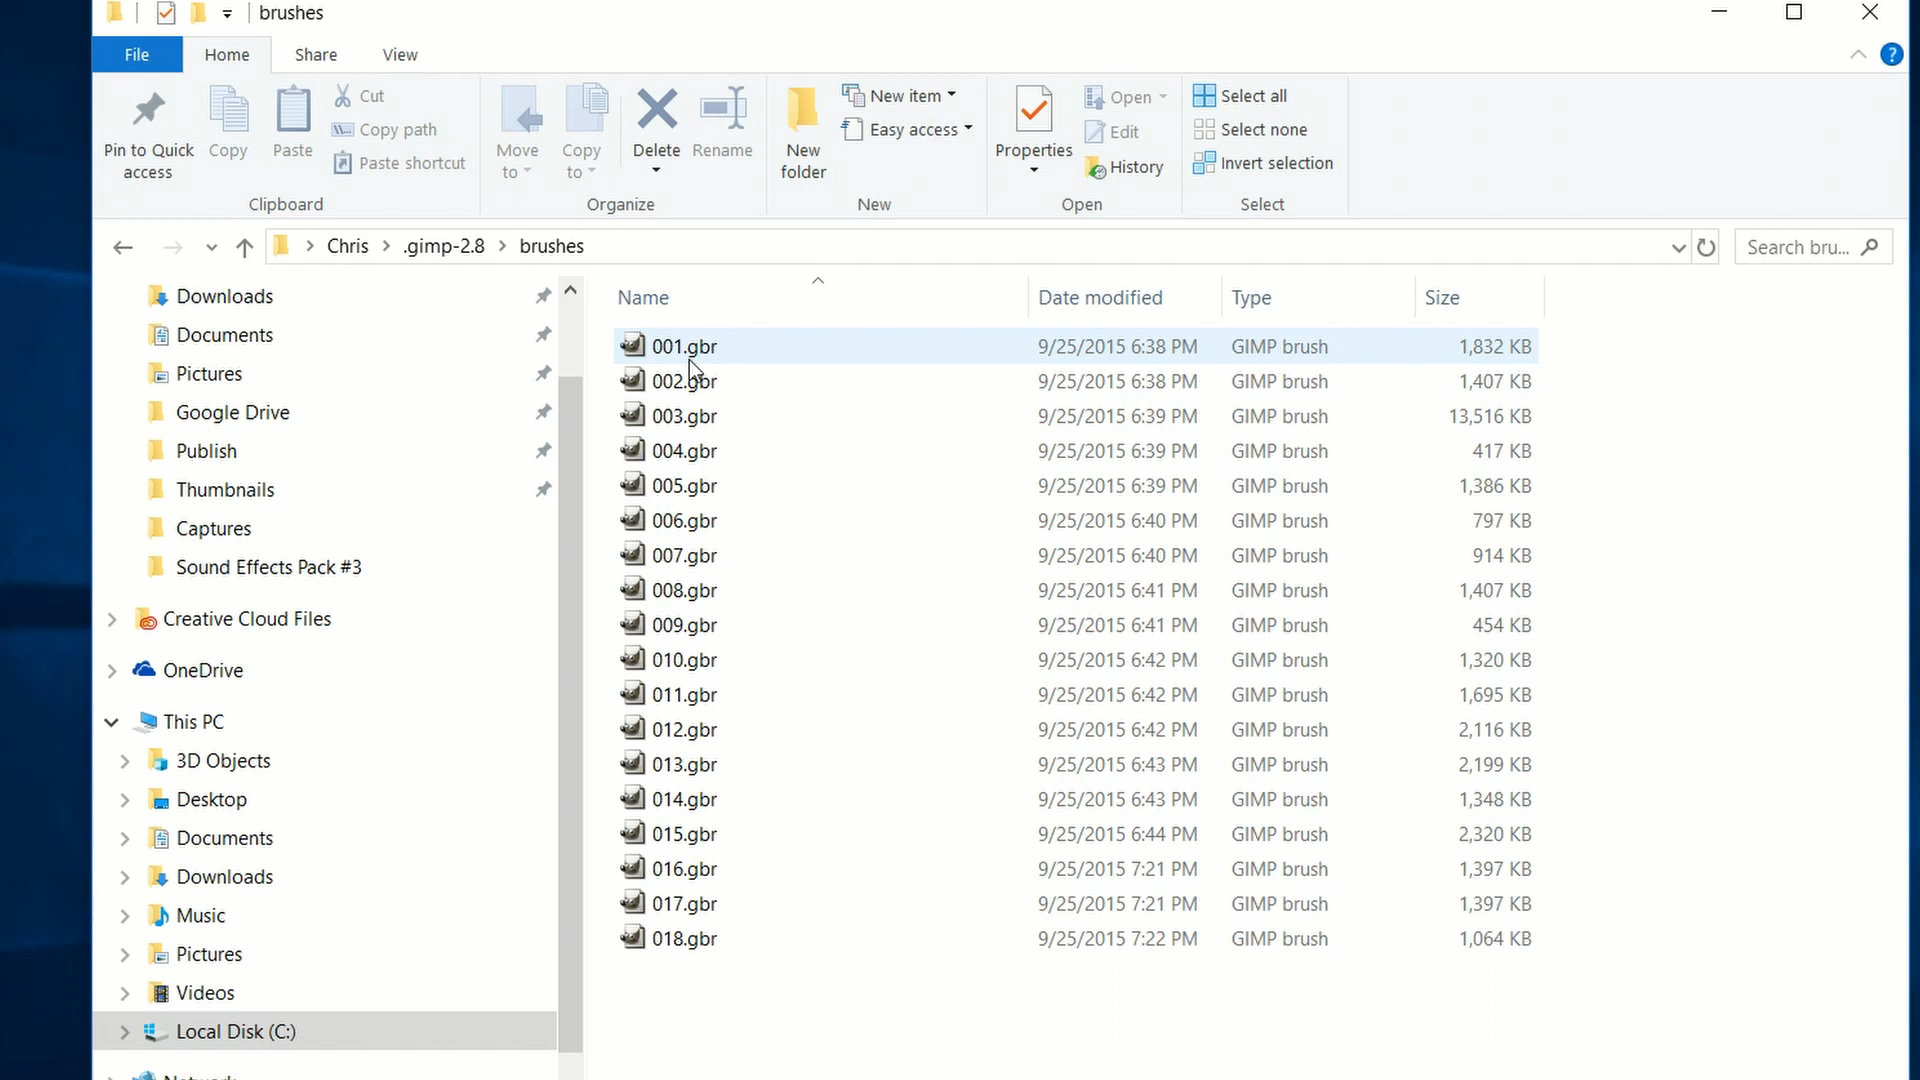 brushes
File Home Share View
Pin to Quick access
Copy
Paste
Cut
Copy path
Paste shortcut
Clipboard
Move to
Copy to
Delete
Rename
Organize
New folder
New item
Easy access
New
Properties
Open
Edit
History
Open
Select all
Select none
Invert selection
Select
Chris .gimp-2.8 brushes
Search bru...
Downloads
Documents
Pictures
Google Drive
Publish
Thumbnails
Captures
Sound Effects Pack #3
Creative Cloud Files
OneDrive
This PC
3D Objects
Desktop
Documents
Downloads
Music
Pictures
Videos
Local Disk (C:)
Network
Name Date modified Type Size
001.gbr 9/25/2015 6:38 PM GIMP brush 1,832 KB
002.gbr 9/25/2015 6:38 PM GIMP brush 1,407 KB
003.gbr 9/25/2015 6:39 PM GIMP brush 13,516 KB
004.gbr 9/25/2015 6:39 PM GIMP brush 417 KB
005.gbr 9/25/2015 6:39 PM GIMP brush 1,386 KB
006.gbr 9/25/2015 6:40 PM GIMP brush 797 KB
007.gbr 9/25/2015 6:40 PM GIMP brush 914 KB
008.gbr 9/25/2015 6:41 PM GIMP brush 1,407 KB
009.gbr 9/25/2015 6:41 PM GIMP brush 454 KB
010.gbr 9/25/2015 6:42 PM GIMP brush 1,320 KB
011.gbr 9/25/2015 6:42 PM GIMP brush 1,695 KB
012.gbr 9/25/2015 6:42 PM GIMP brush 2,116 KB
013.gbr 9/25/2015 6:43 PM GIMP brush 2,199 KB
014.gbr 9/25/2015 6:43 PM GIMP brush 1,348 KB
015.gbr 9/25/2015 6:44 PM GIMP brush 2,320 KB
016.gbr 9/25/2015 7:21 PM GIMP brush 1,397 KB
017.gbr 9/25/2015 7:21 PM GIMP brush 1,397 KB
018.gbr 9/25/2015 7:22 PM GIMP brush 1,064 KB